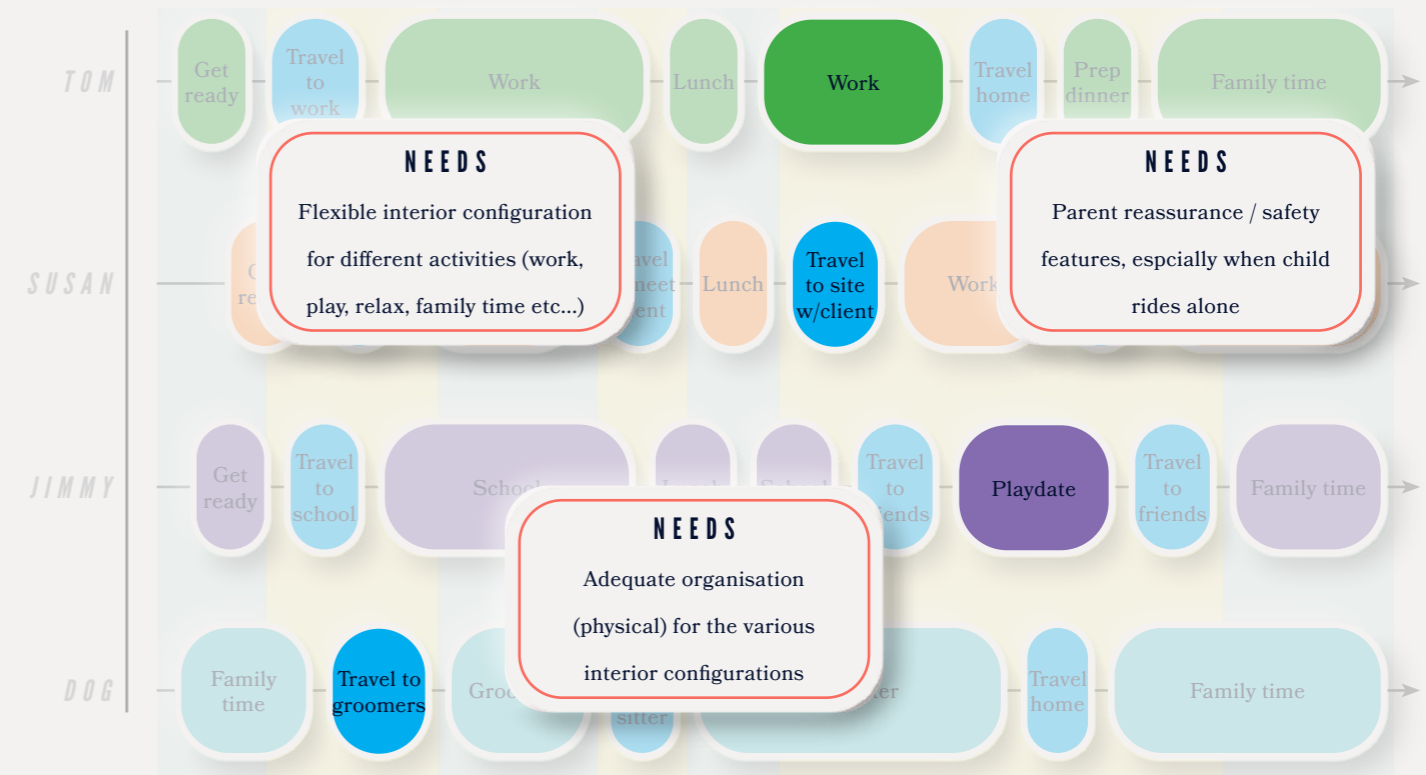 TOM
Get
ready
Travel
to
work
Work
Lunch
Work
Travel
home
Prep
dinner
Family time
NEEDS
Flexible interior configuration
for different activities (work,
play, relax, family time etc...)
NEEDS
Parent reassurance / safety
features, espcially when child
rides alone
SUSAN
Lunch
Travel
to site
w/client
Work
JIMMY
Get
ready
Travel
to
school
School
Lunch
School
Travel
to
friends
Playdate
Travel
to
friends
Family time
NEEDS
Adequate organisation
(physical) for the various
interior configurations
DOG
Family
time
Travel to
groomers
sitter
Travel
home
Family time